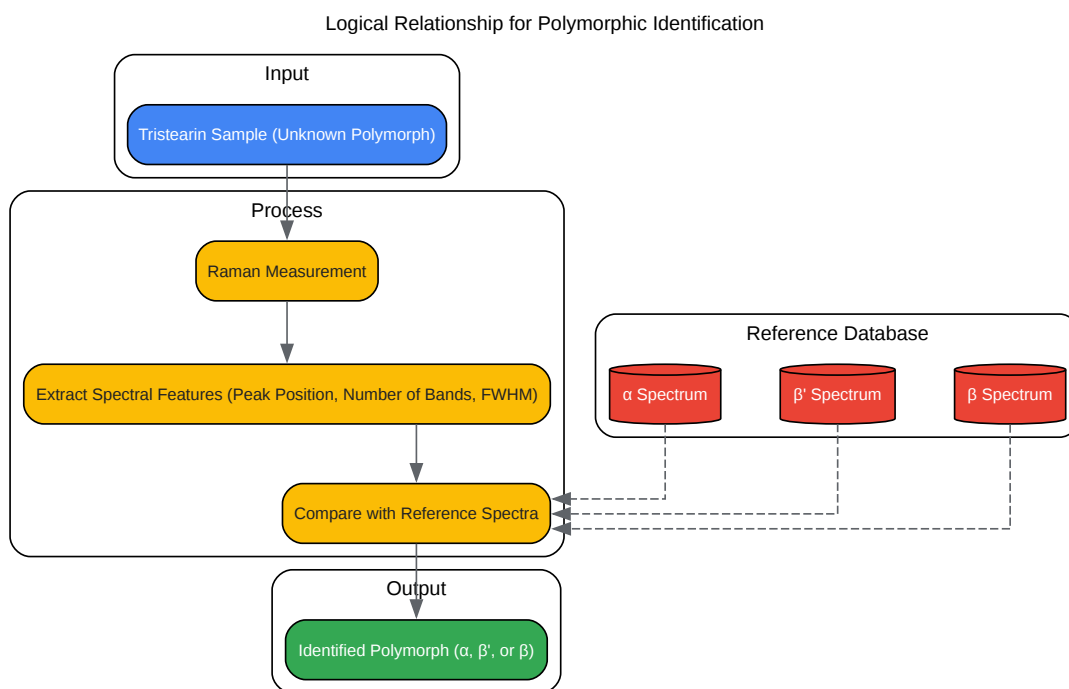 Logical Relationship for Polymorphic Identification
Input
Tristearin Sample (Unknown Polymorph)
Process
Raman Measurement
Extract Spectral Features (Peak Position, Number of Bands, FWHM)
Compare with Reference Spectra
Reference Database
α Spectrum
β' Spectrum
β Spectrum
Output
Identified Polymorph (α, β', or β)